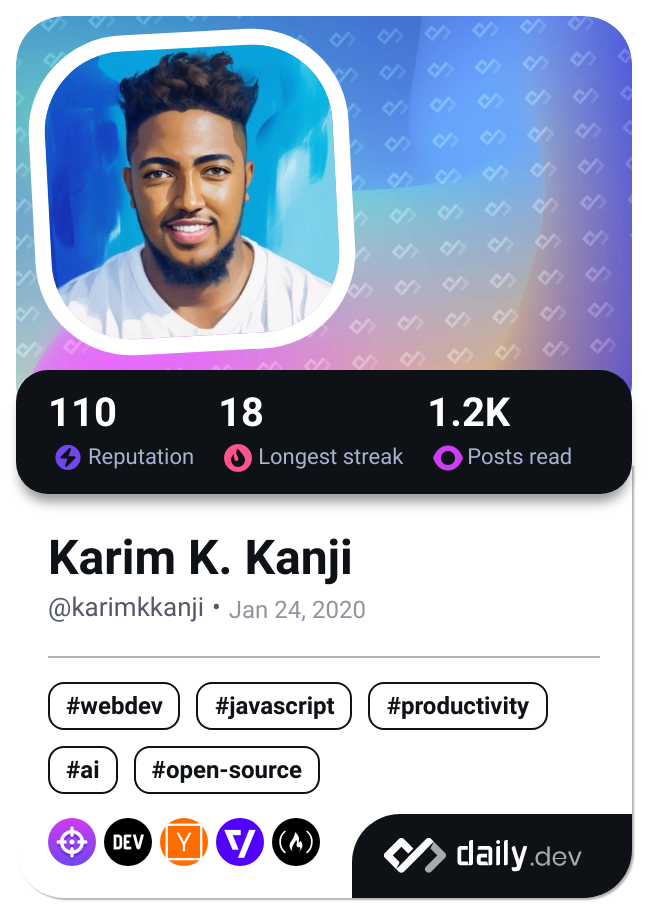 110 18 1.2K
Reputation Longest streak Posts read
Karim K. Kanji
@karimkkanji • Jan 24, 2020
#webdev #javascript #productivity
#ai #open-source
DEV Y
daily.dev